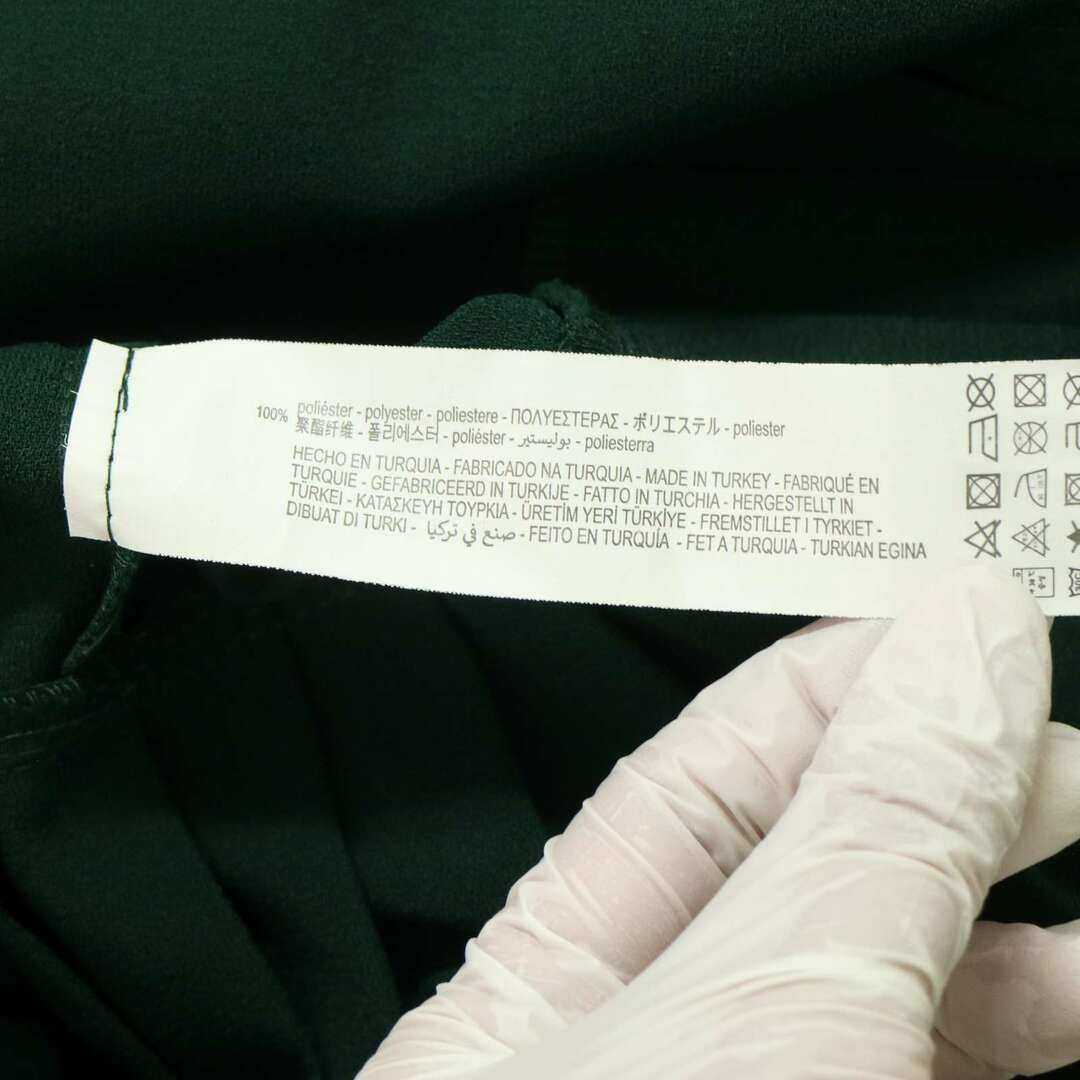 100% poliéster - polyester - poliestere - ΠΟΛΥΕΣΤΕΡΑΣ - ポリエステル - poliester
聚酯纤维 - 폴리에스터 - poliéster - بوليستير - poliesterra
HECHO EN TURQUIA - FABRICADO NA TURQUIA - MADE IN TURKEY - FABRIQUÉ EN
TURQUIE - GEFABRICEERD IN TURKIJE - FATTO IN TURCHIA - HERGESTELLT IN
TÜRKEI - ΚΑΤΑΣΚΕΥΗ ΤΟΥΡΚΙΑ - ÜRETİM YERİ TÜRKİYE - FREMSTILLET I TYRKIET -
DIBUAT DI TURKI - صنع في تركيا - FEITO EN TURQUÍA - FET A TURQUIA - TURKIAN EGINA